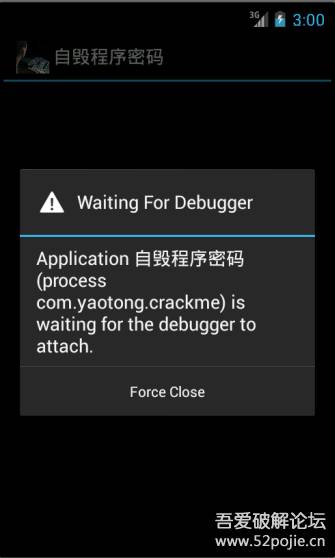 3G 3:00
自毁程序密码
Waiting For Debugger
Application 自毁程序密码
(process
com.yaotong.crackme) is
waiting for the debugger to
attach.
Force Close
吾爱破解论坛
www.52pojie.cn